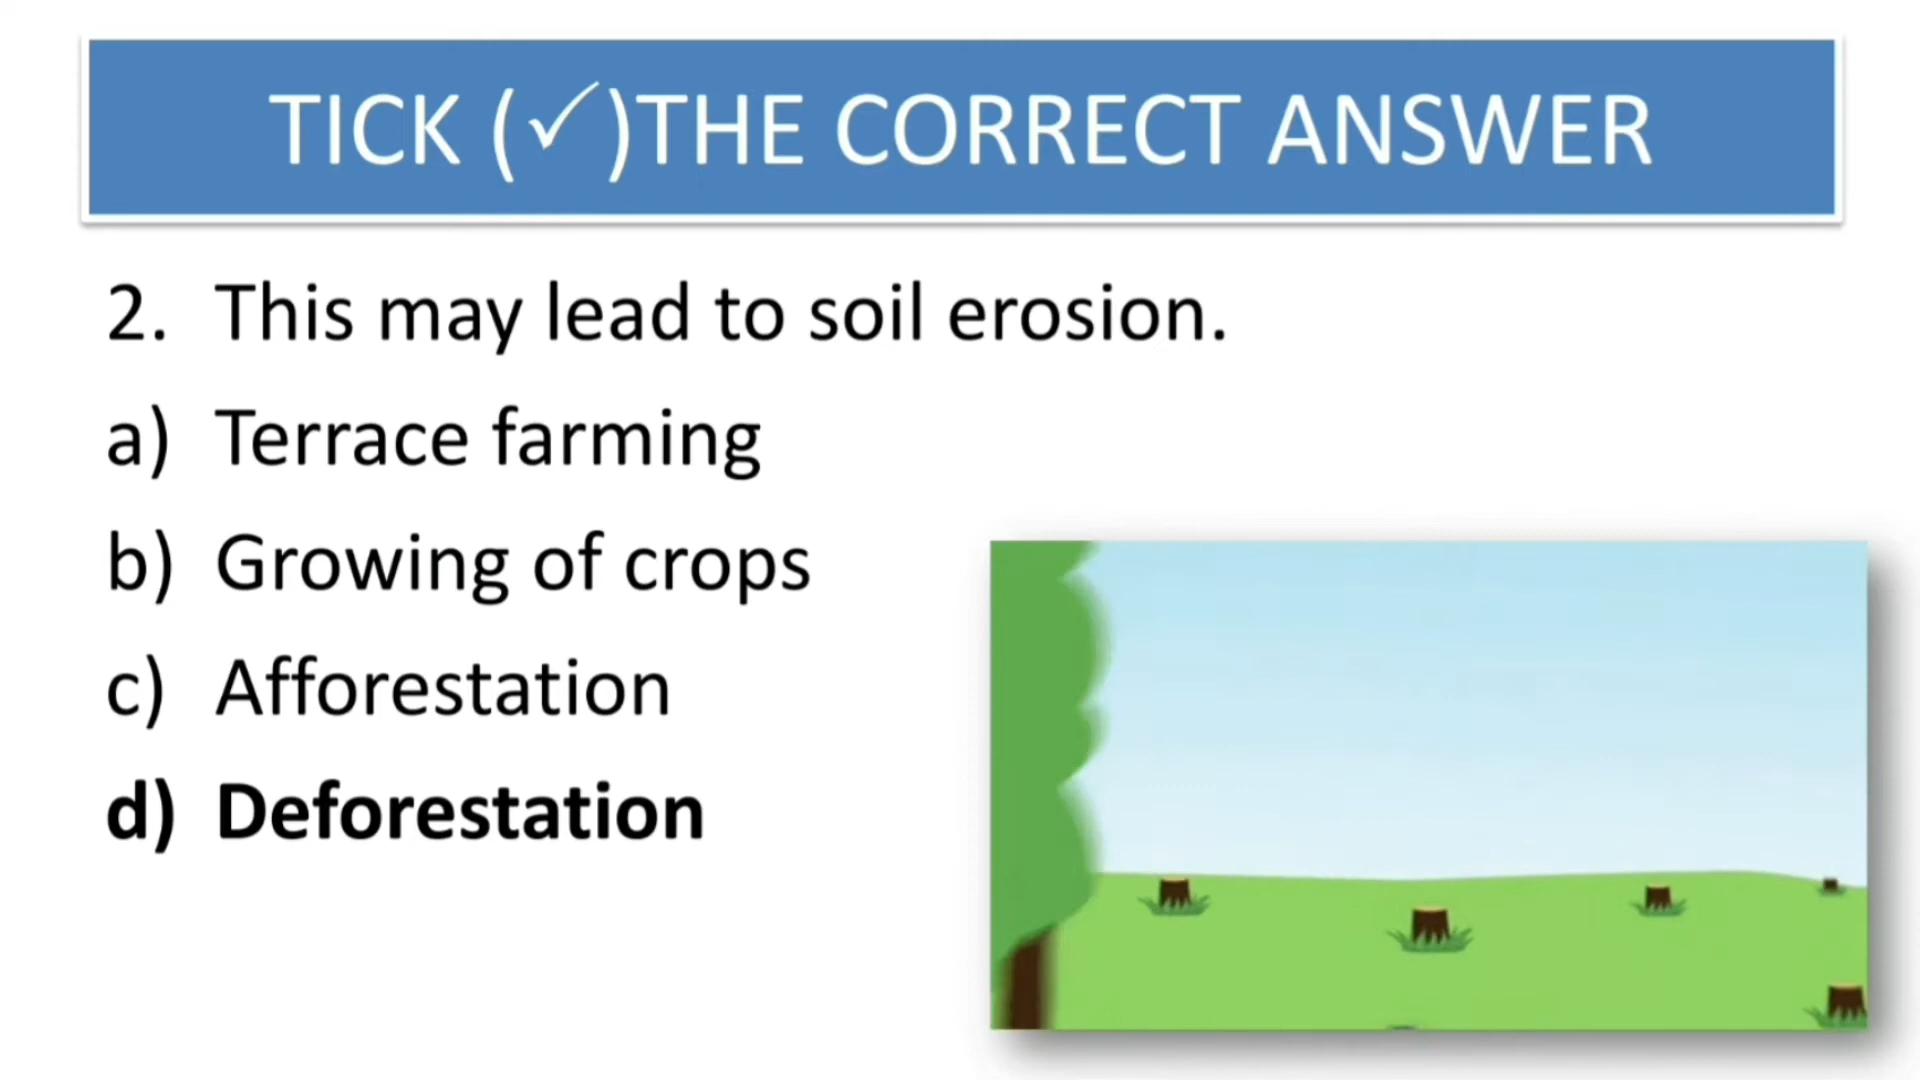 TICK (✓)THE CORRECT ANSWER
2. This may lead to soil erosion.
a) Terrace farming
b) Growing of crops
c) Afforestation
d) Deforestation